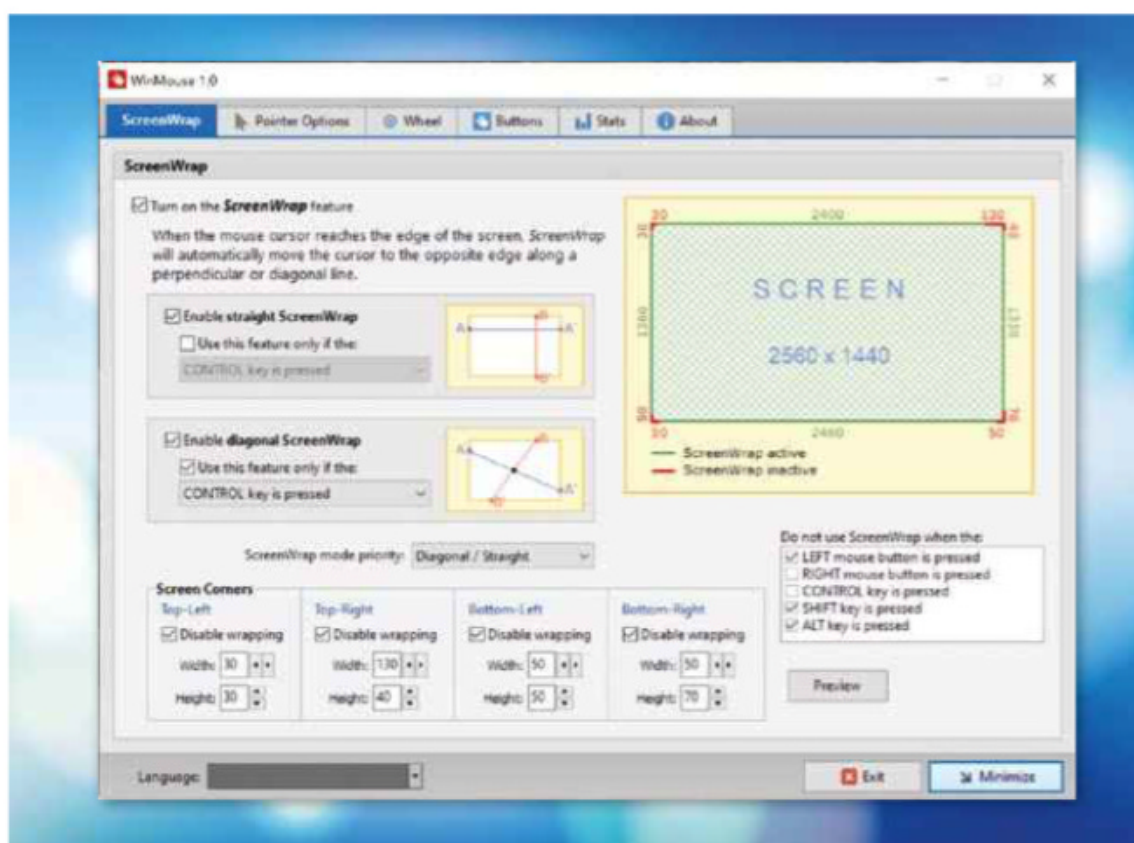 WinMouse 1.0
ScreenWrap
Pointer Options
Wheel
Buttons
Stats
About
ScreenWrap
Turn on the ScreenWrap feature
When the mouse cursor reaches the edge of the screen, ScreenWrap
will automatically move the cursor to the opposite edge along a
perpendicular or diagonal line.
Enable straight ScreenWrap
Use this feature only if the:
CONTROL key is pressed
A A'
Enable diagonal ScreenWrap
Use this feature only if the:
CONTROL key is pressed
A A'
2400
130
40
SCREEN
2560 x 1440
2460
50
70
ScreenWrap active
ScreenWrap inactive
ScreenWrap mode priority: Diagonal / Straight
Do not use ScreenWrap when the:
LEFT mouse button is pressed
RIGHT mouse button is pressed
CONTROL key is pressed
SHIFT key is pressed
ALT key is pressed
Screen Corners
Top-Left
Disable wrapping
Width: 30
Height: 30
Top-Right
Disable wrapping
Width: 130
Height: 40
Bottom-Left
Disable wrapping
Width: 50
Height: 50
Bottom-Right
Disable wrapping
Width: 50
Height: 70
Preview
Language:
Exit
Minimize